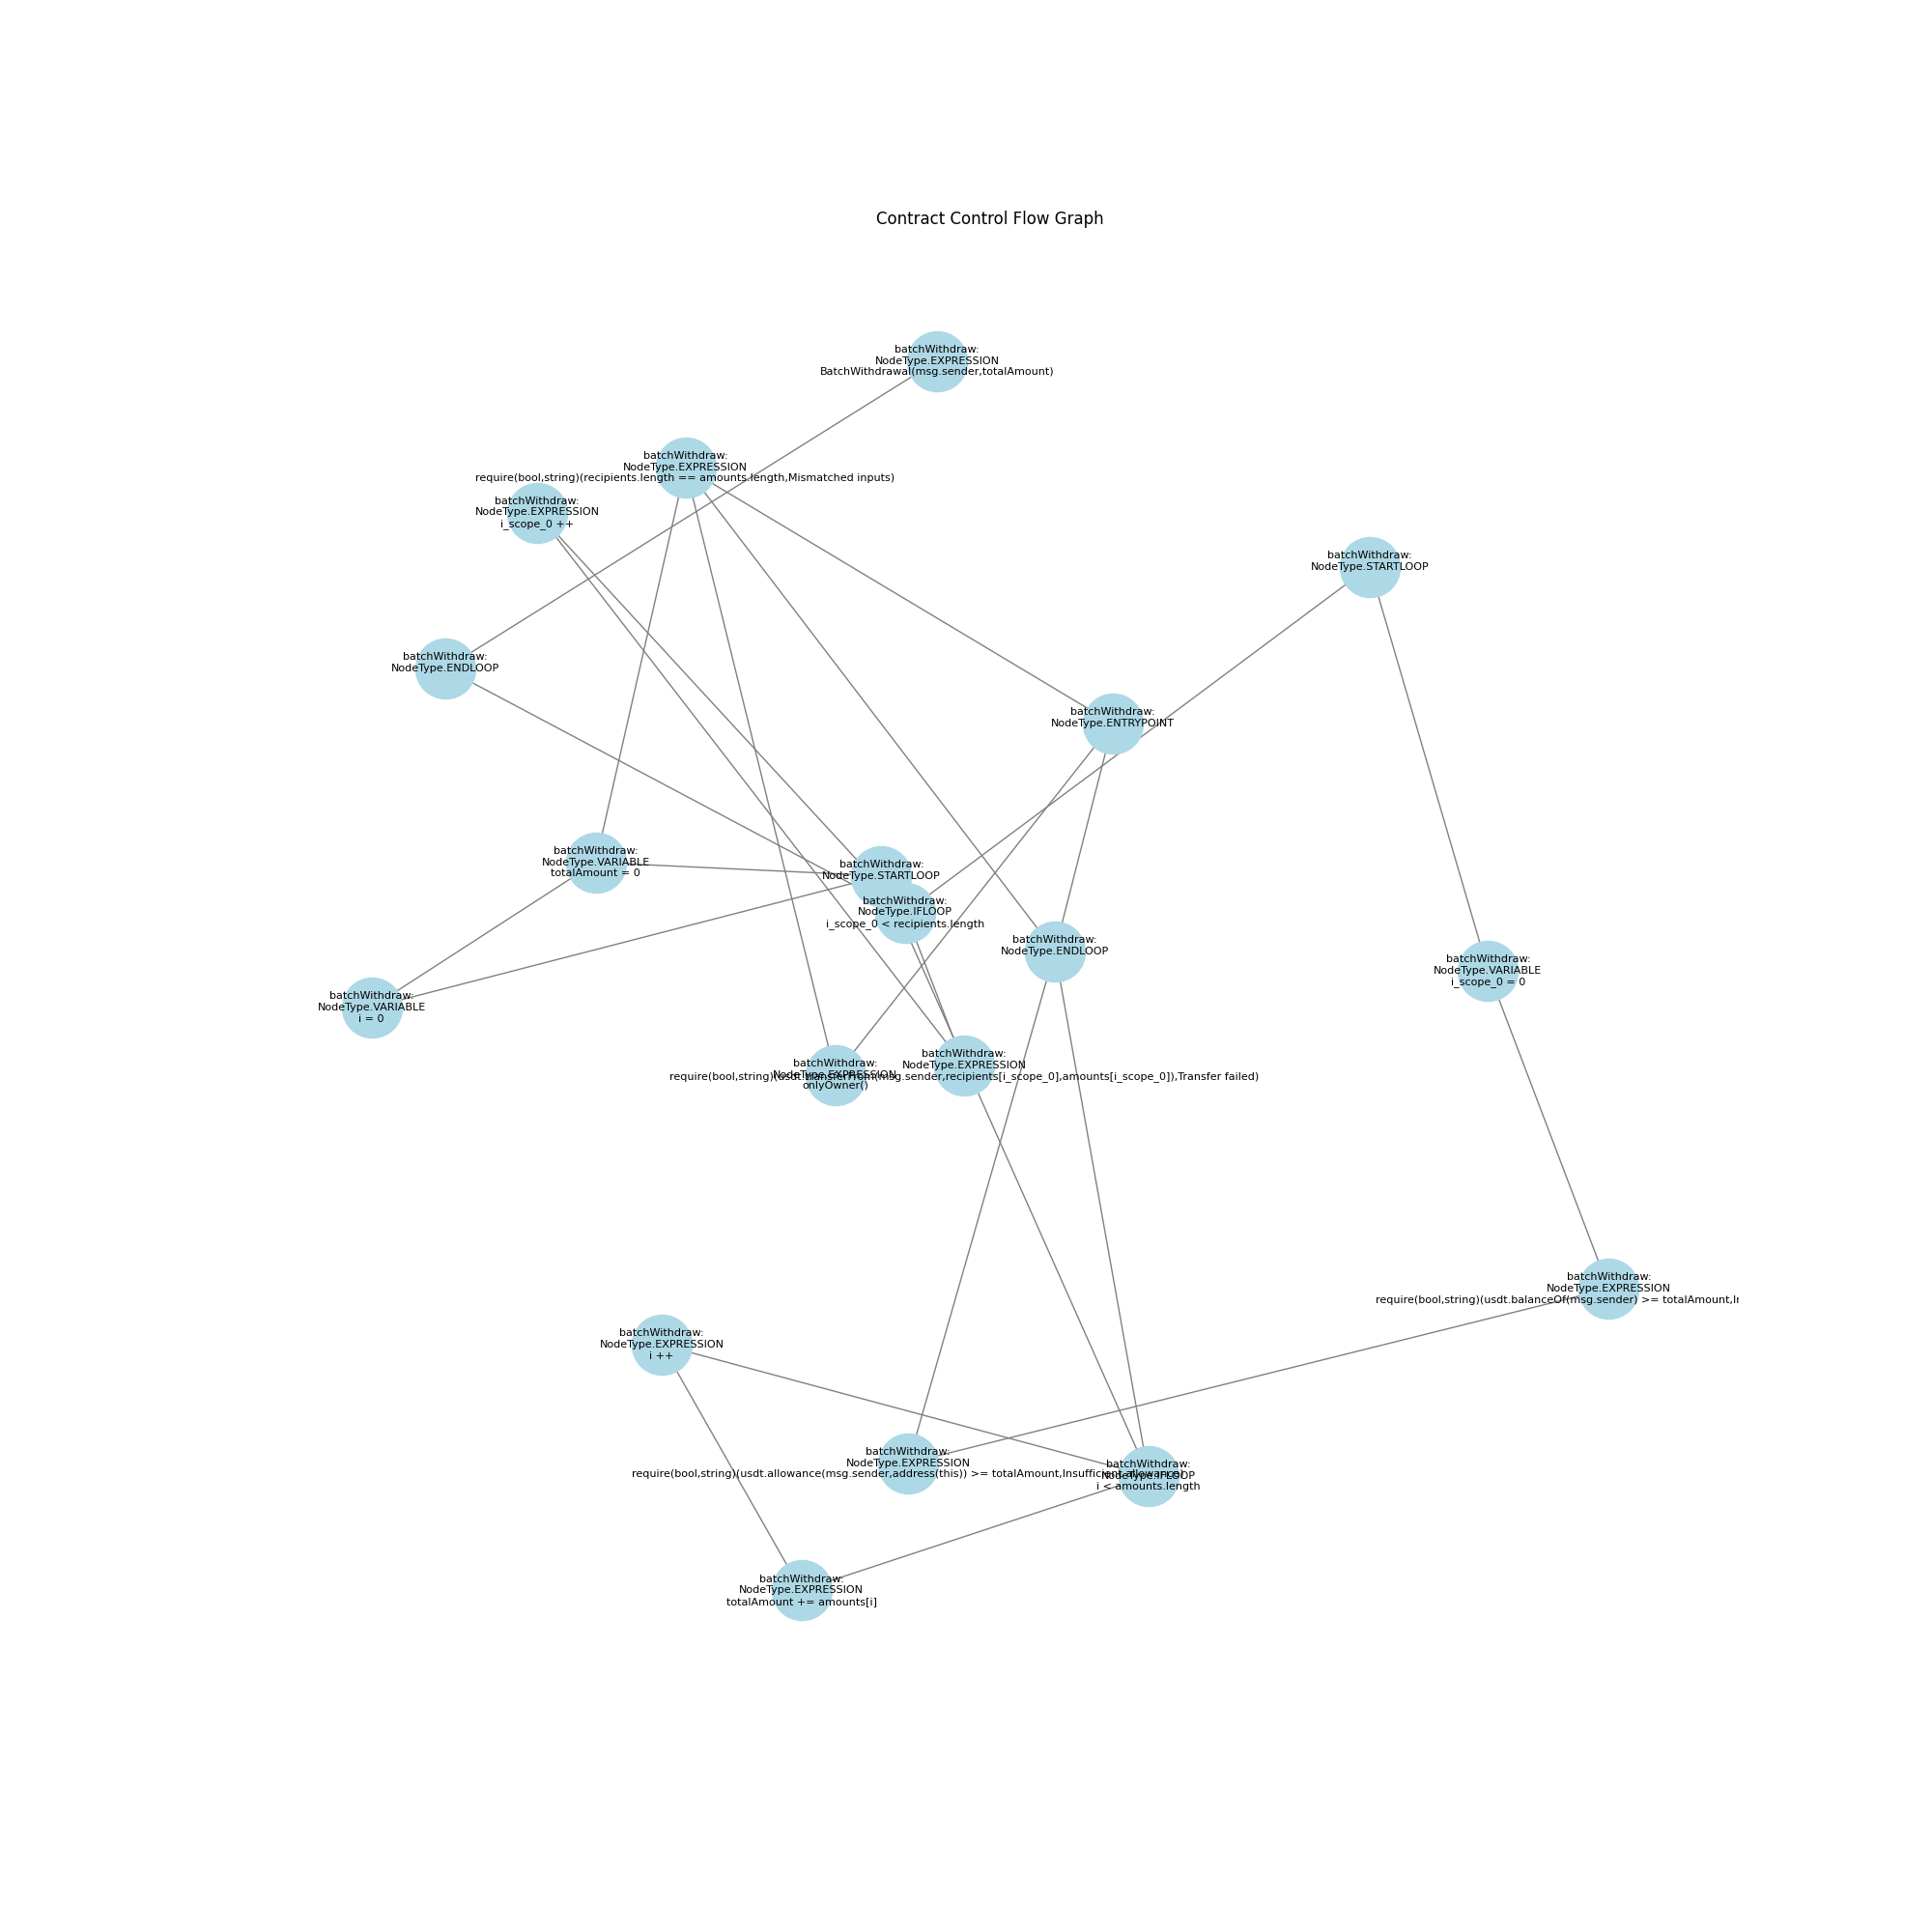 Contract Control Flow Graph
batchWithdraw:
NodeType.EXPRESSION
BatchWithdrawal(msg.sender,totalAmount)
batchWithdraw:
NodeType.EXPRESSION
require(bool,string)(recipients.length == amounts.length,Mismatched inputs)
batchWithdraw:
NodeType.EXPRESSION
i_scope_0 ++
batchWithdraw:
NodeType.STARTLOOP
batchWithdraw:
NodeType.ENDLOOP
batchWithdraw:
NodeType.ENTRYPOINT
batchWithdraw:
NodeType.VARIABLE
totalAmount = 0
batchWithdraw:
NodeType.STARTLOOP
batchWithdraw:
NodeType.IFLOOP
i_scope_0 < recipients.length
batchWithdraw:
NodeType.ENDLOOP
batchWithdraw:
NodeType.VARIABLE
i_scope_0 = 0
batchWithdraw:
NodeType.VARIABLE
i = 0
batchWithdraw:
NodeType.EXPRESSION
onlyOwner()
batchWithdraw:
NodeType.EXPRESSION
require(bool,string)(usdt.transferFrom(msg.sender,recipients[i_scope_0],amounts[i_scope_0]),Transfer failed)
batchWithdraw:
NodeType.EXPRESSION
require(bool,string)(usdt.balanceOf(msg.sender) >= totalAmount,
batchWithdraw:
NodeType.EXPRESSION
i ++
batchWithdraw:
NodeType.EXPRESSION
require(bool,string)(usdt.allowance(msg.sender,address(this)) >= totalAmount,Insufficient allowance)
batchWithdraw:
NodeType.IFLOOP
i < amounts.length
batchWithdraw:
NodeType.EXPRESSION
totalAmount += amounts[i]